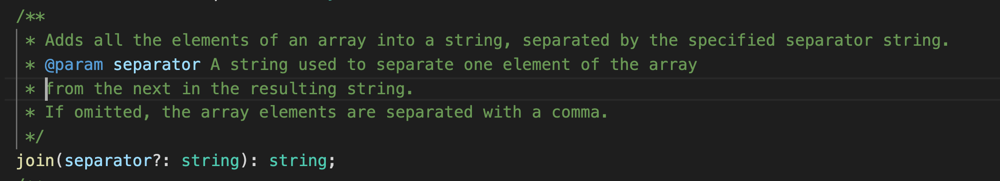 /**
* Adds all the elements of an array into a string, separated by the specified separator string.
* @param separator A string used to separate one element of the array
* from the next in the resulting string.
* If omitted, the array elements are separated with a comma.
*/
join(separator?: string): string;